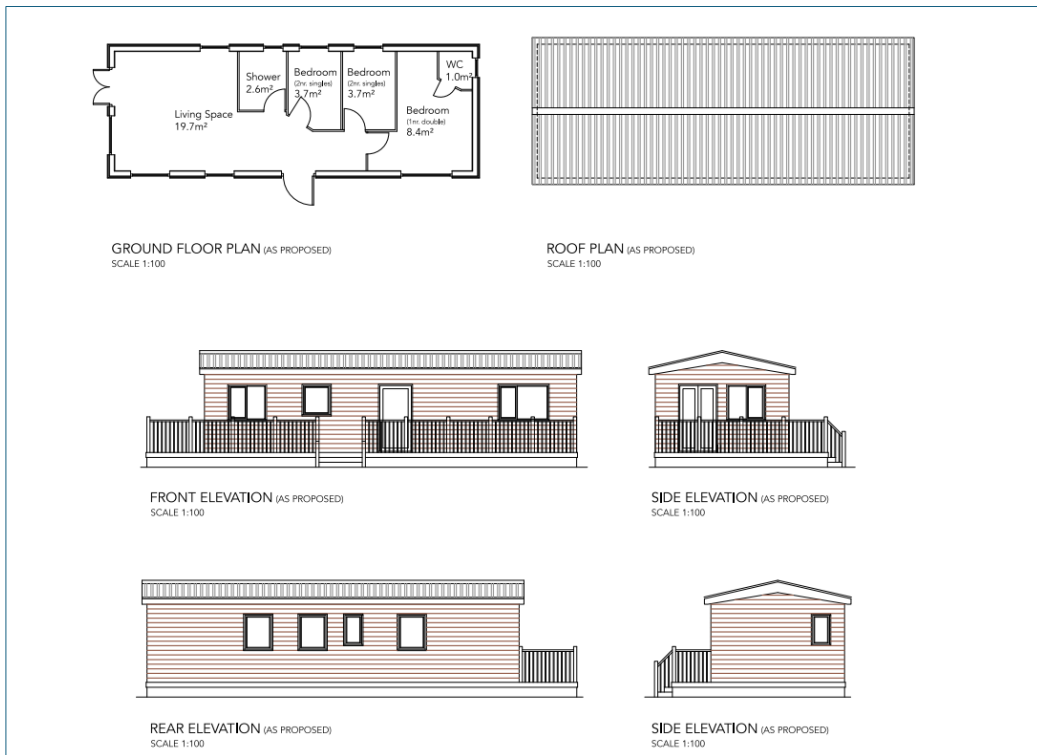 Living Space
19.7m²
Shower
2.6m²
Bedroom
(2nr. singles)
3.7m²
Bedroom
(2nr. singles)
3.7m²
WC
1.0m²
Bedroom
(1nr. double)
8.4m²
GROUND FLOOR PLAN (AS PROPOSED)
SCALE 1:100
ROOF PLAN (AS PROPOSED)
SCALE 1:100
FRONT ELEVATION (AS PROPOSED)
SCALE 1:100
SIDE ELEVATION (AS PROPOSED)
SCALE 1:100
REAR ELEVATION (AS PROPOSED)
SCALE 1:100
SIDE ELEVATION (AS PROPOSED)
SCALE 1:100